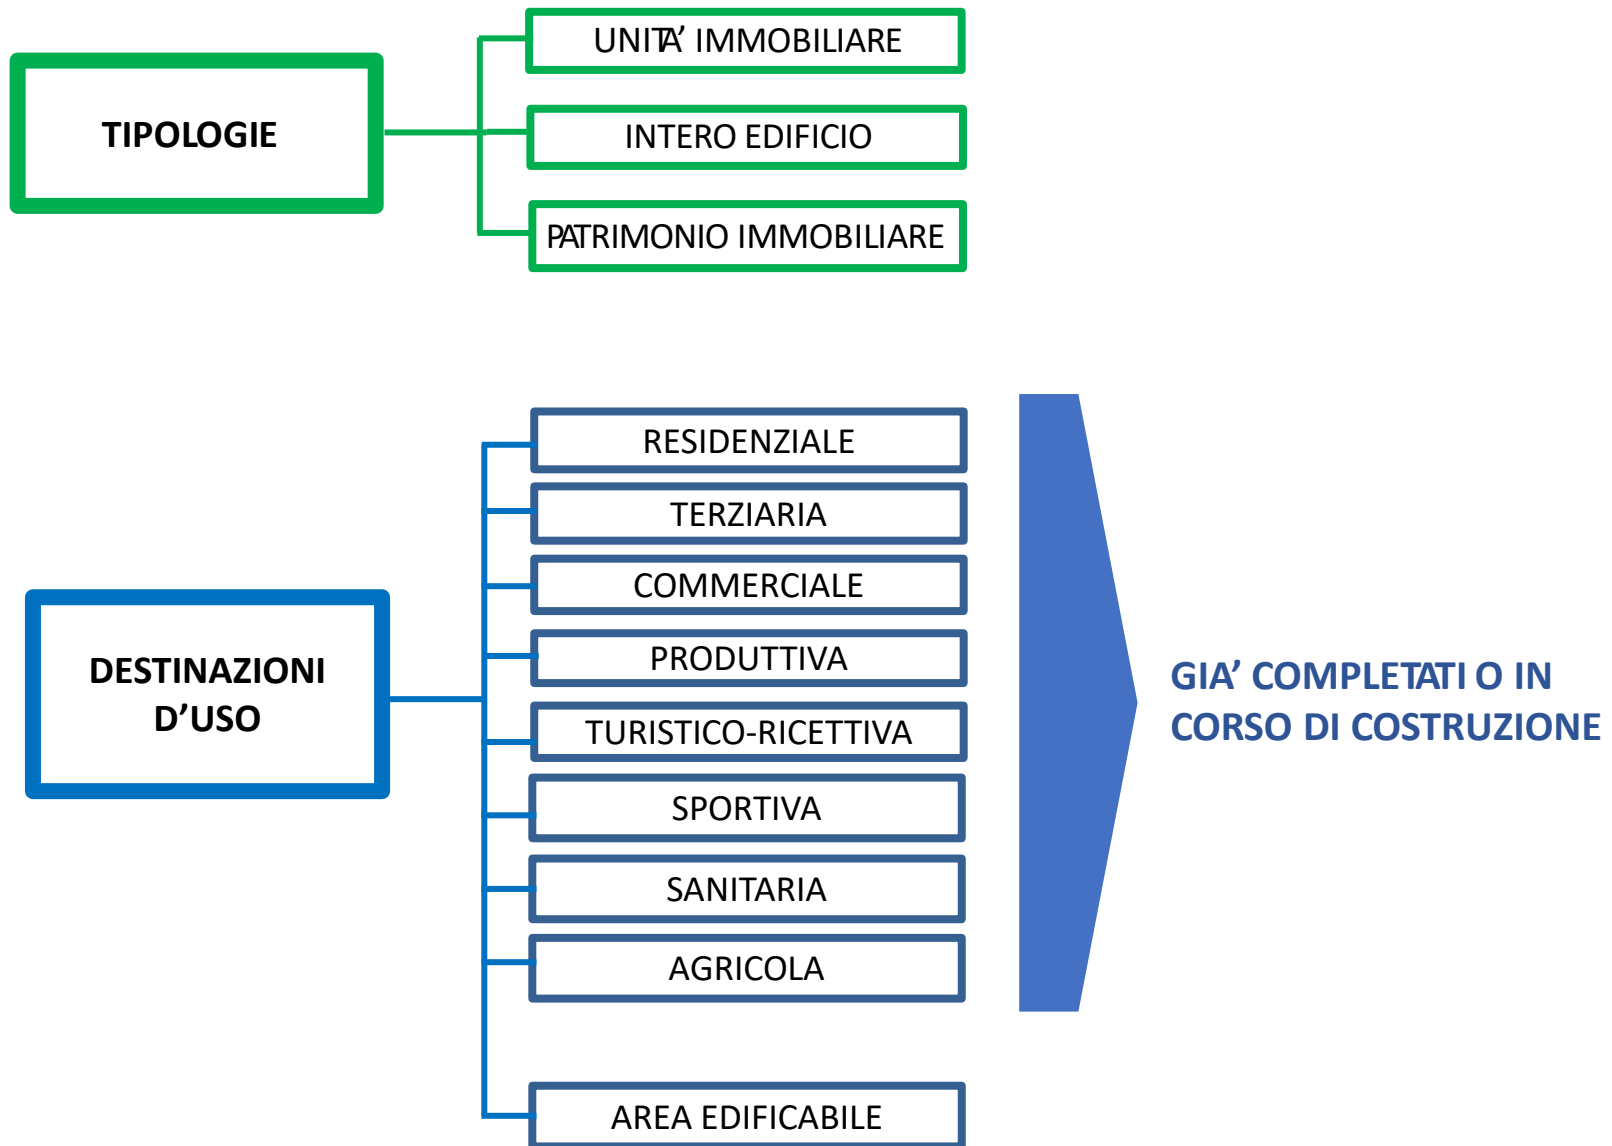 UNITA’ IMMOBILIARE
TIPOLOGIE
INTERO EDIFICIO
PATRIMONIO IMMOBILIARE
RESIDENZIALE
TERZIARIA
COMMERCIALE
DESTINAZIONI
D’USO
PRODUTTIVA
TURISTICO-RICETTIVA
SPORTIVA
SANITARIA
AGRICOLA
AREA EDIFICABILE
GIA’ COMPLETATI O IN
CORSO DI COSTRUZIONE